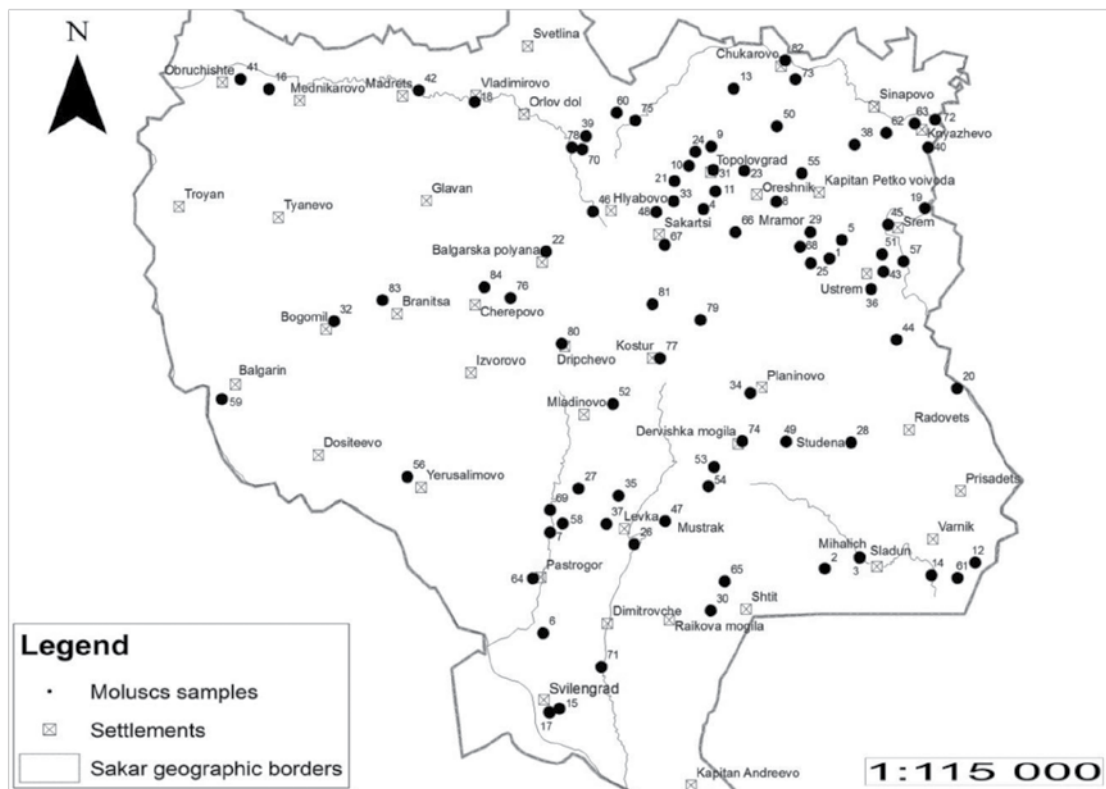 N
Svetlina
82
Chukarovo
41
Obruchishte
16
Mednikarovo
Madrets
42
Vladimirovo
18
Orlov dol
13
73
Sinapovo
60
75
39
78
70
50
38
62
63
72
Knyazhevo
40
24
9
10
Topolovgrad
31
23
55
Kapitan Petko voivoda
21
11
Oreshnik
8
Troyan
Tyanevo
Glavan
46
Hlyabovo
33
48
4
Sakartsi
67
66
Mramor
29
5
19
45
Srem
22
Balgarska polyana
68
25
1
51
57
43
Ustrem
36
84
76
Cherepovo
83
Branitsa
32
Bogomil
81
79
44
80
Dripchevo
Kostur
77
Izvorovo
Balgarin
59
34
Planinovo
20
52
Mladinovo
Radovets
Dervishka mogila
74
49
Studena
28
Dositeevo
56
Yerusalimovo
53
54
27
35
Prisadets
69
58
7
37
Levka
26
47
Mustrak
Varnik
Mihalich
Sladun
2
3
14
61
12
64
Pastrogor
65
30
Shtit
6
Dimitrovche
Raikova mogila
71
Svilengrad
15
17
Kapitan Andreevo
Legend
Moluscs samples
Settlements
Sakar geographic borders
1:115 000